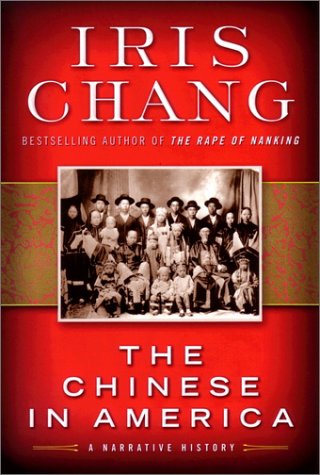 IRIS
CHANG
BESTSELLING AUTHOR OF THE RAPE OF NANKING
THE
CHINESE
IN AMERICA
A NARRATIVE HISTORY